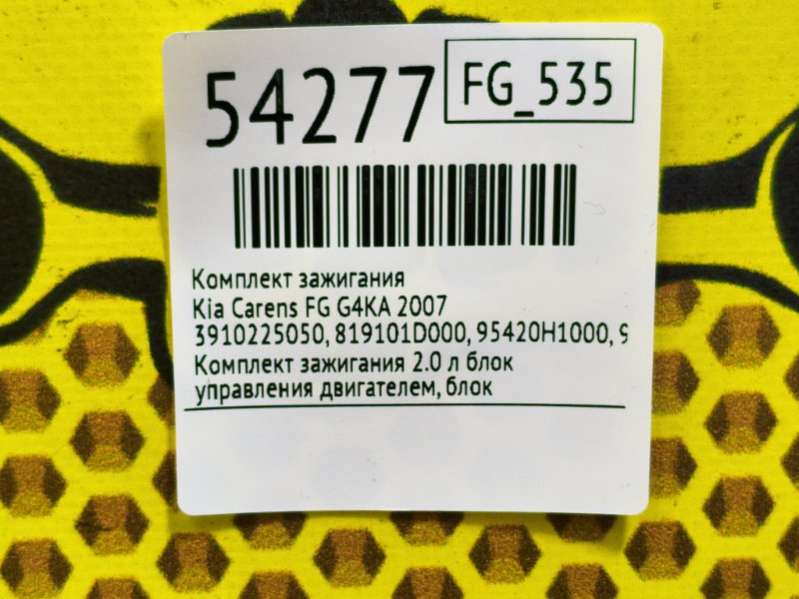 54277
FG_535
Комплект зажигания
Kia Carens FG G4KA 2007
3910225050, 819101D000, 95420H1000, 9
Комплект зажигания 2.0 л блок
управления двигателем, блок